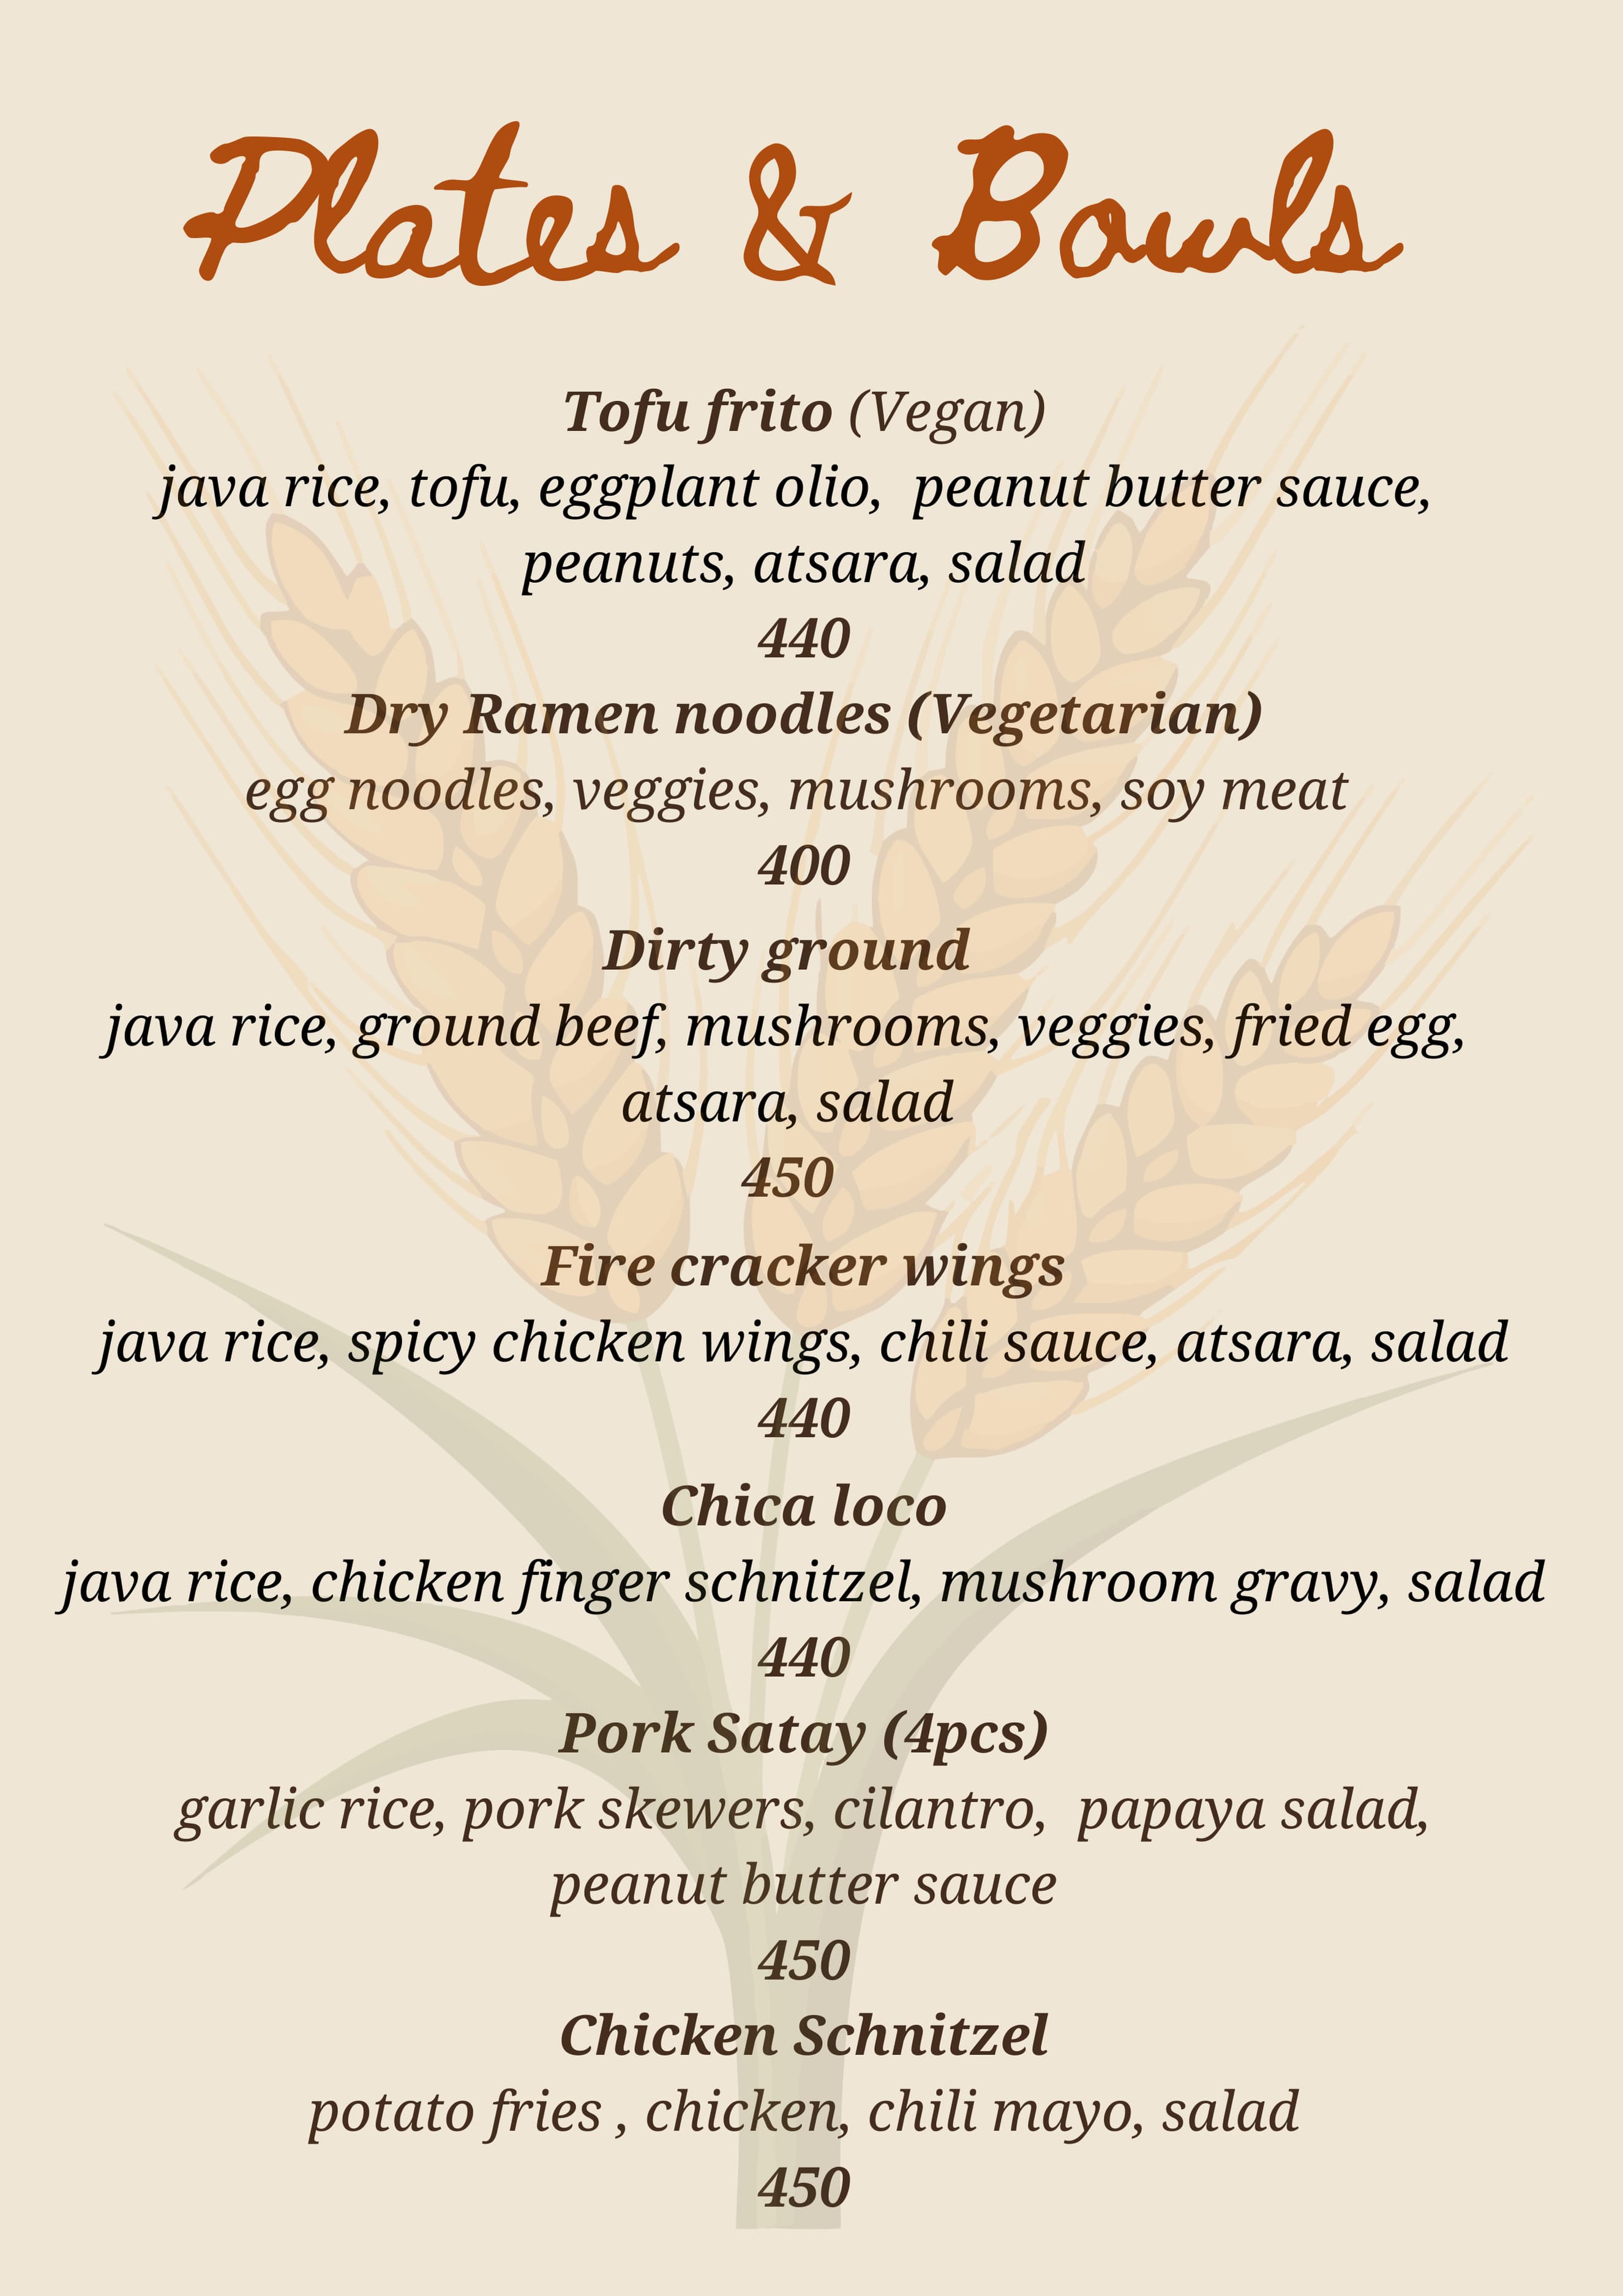 Plates & Bowls
Tofu frito (Vegan)
java rice, tofu, eggplant olio, peanut butter sauce,
peanuts, atsara, salad
440
Dry Ramen noodles (Vegetarian)
egg noodles, veggies, mushrooms, soy meat
400
Dirty ground
java rice, ground beef, mushrooms, veggies, fried egg,
atsara, salad
450
Fire cracker wings
java rice, spicy chicken wings, chili sauce, atsara, salad
440
Chica loco
java rice, chicken finger schnitzel, mushroom gravy, salad
440
Pork Satay (4pcs)
garlic rice, pork skewers, cilantro, papaya salad,
peanut butter sauce
450
Chicken Schnitzel
potato fries , chicken, chili mayo, salad
450